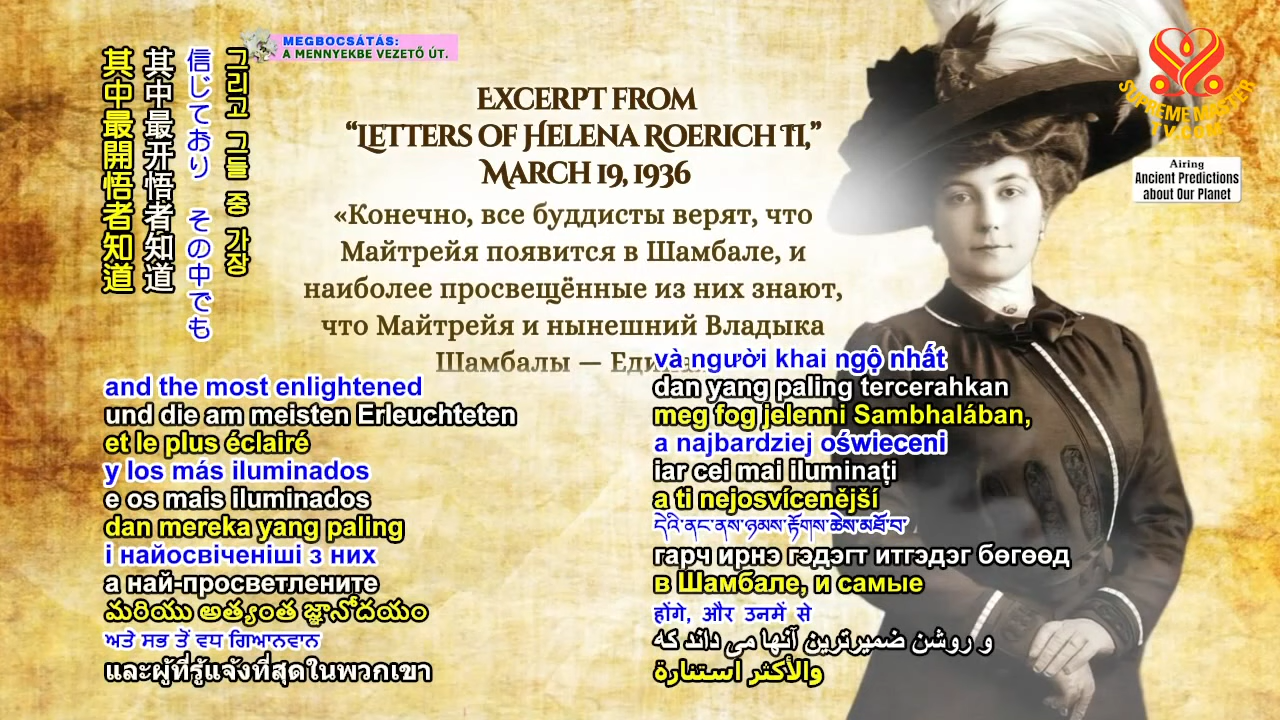 MEGBOCSÁTÁS:
A MENNYEKBE VEZETŐ ÚT.
SUPREME MASTER
TV.COM
Airing
Ancient Predictions
about Our Planet
EXCERPT FROM
“LETTERS OF HELENA ROERICH II,”
MARCH 19, 1936
«Конечно, все буддисты верят, что
Майтрейя появится в Шамбале, и
наиболее просвещённые из них знают,
что Майтрейя и нынешний Владыка
Шамбалы —
其中最開悟者知道
其中最开悟者知道
信じており その中でも
그리고 그들 중 가장
and the most enlightened
und die am meisten Erleuchteten
et le plus éclairé
y los más iluminados
e os mais iluminados
dan mereka yang paling
і найосвіченіші з них
а най-просветлените
మరియు అత్యంత జ్ఞానోదయం
ਅਤੇ ਸਭ ਤੋਂ ਵਧ ਗਿਆਨਵਾਨ
และผู้ที่รู้แจ้งที่สุดในพวกเขา
và người khai ngộ nhất
dan yang paling tercerahkan
meg fog jelenni Sambhalában,
a najbardziej oświeceni
iar cei mai iluminați
a ti nejosvícenější
དེའི་ནང་ནས་ཉམས་རྟོགས་ཆེས་མཐོ་བ་
гарч ирнэ гэдэгт итгэдэг бөгөөд
в Шамбале, и самые
होंगे, और उनमें से
و روشن ضمیرترین آنها می دانند که
والأكثر استنارة